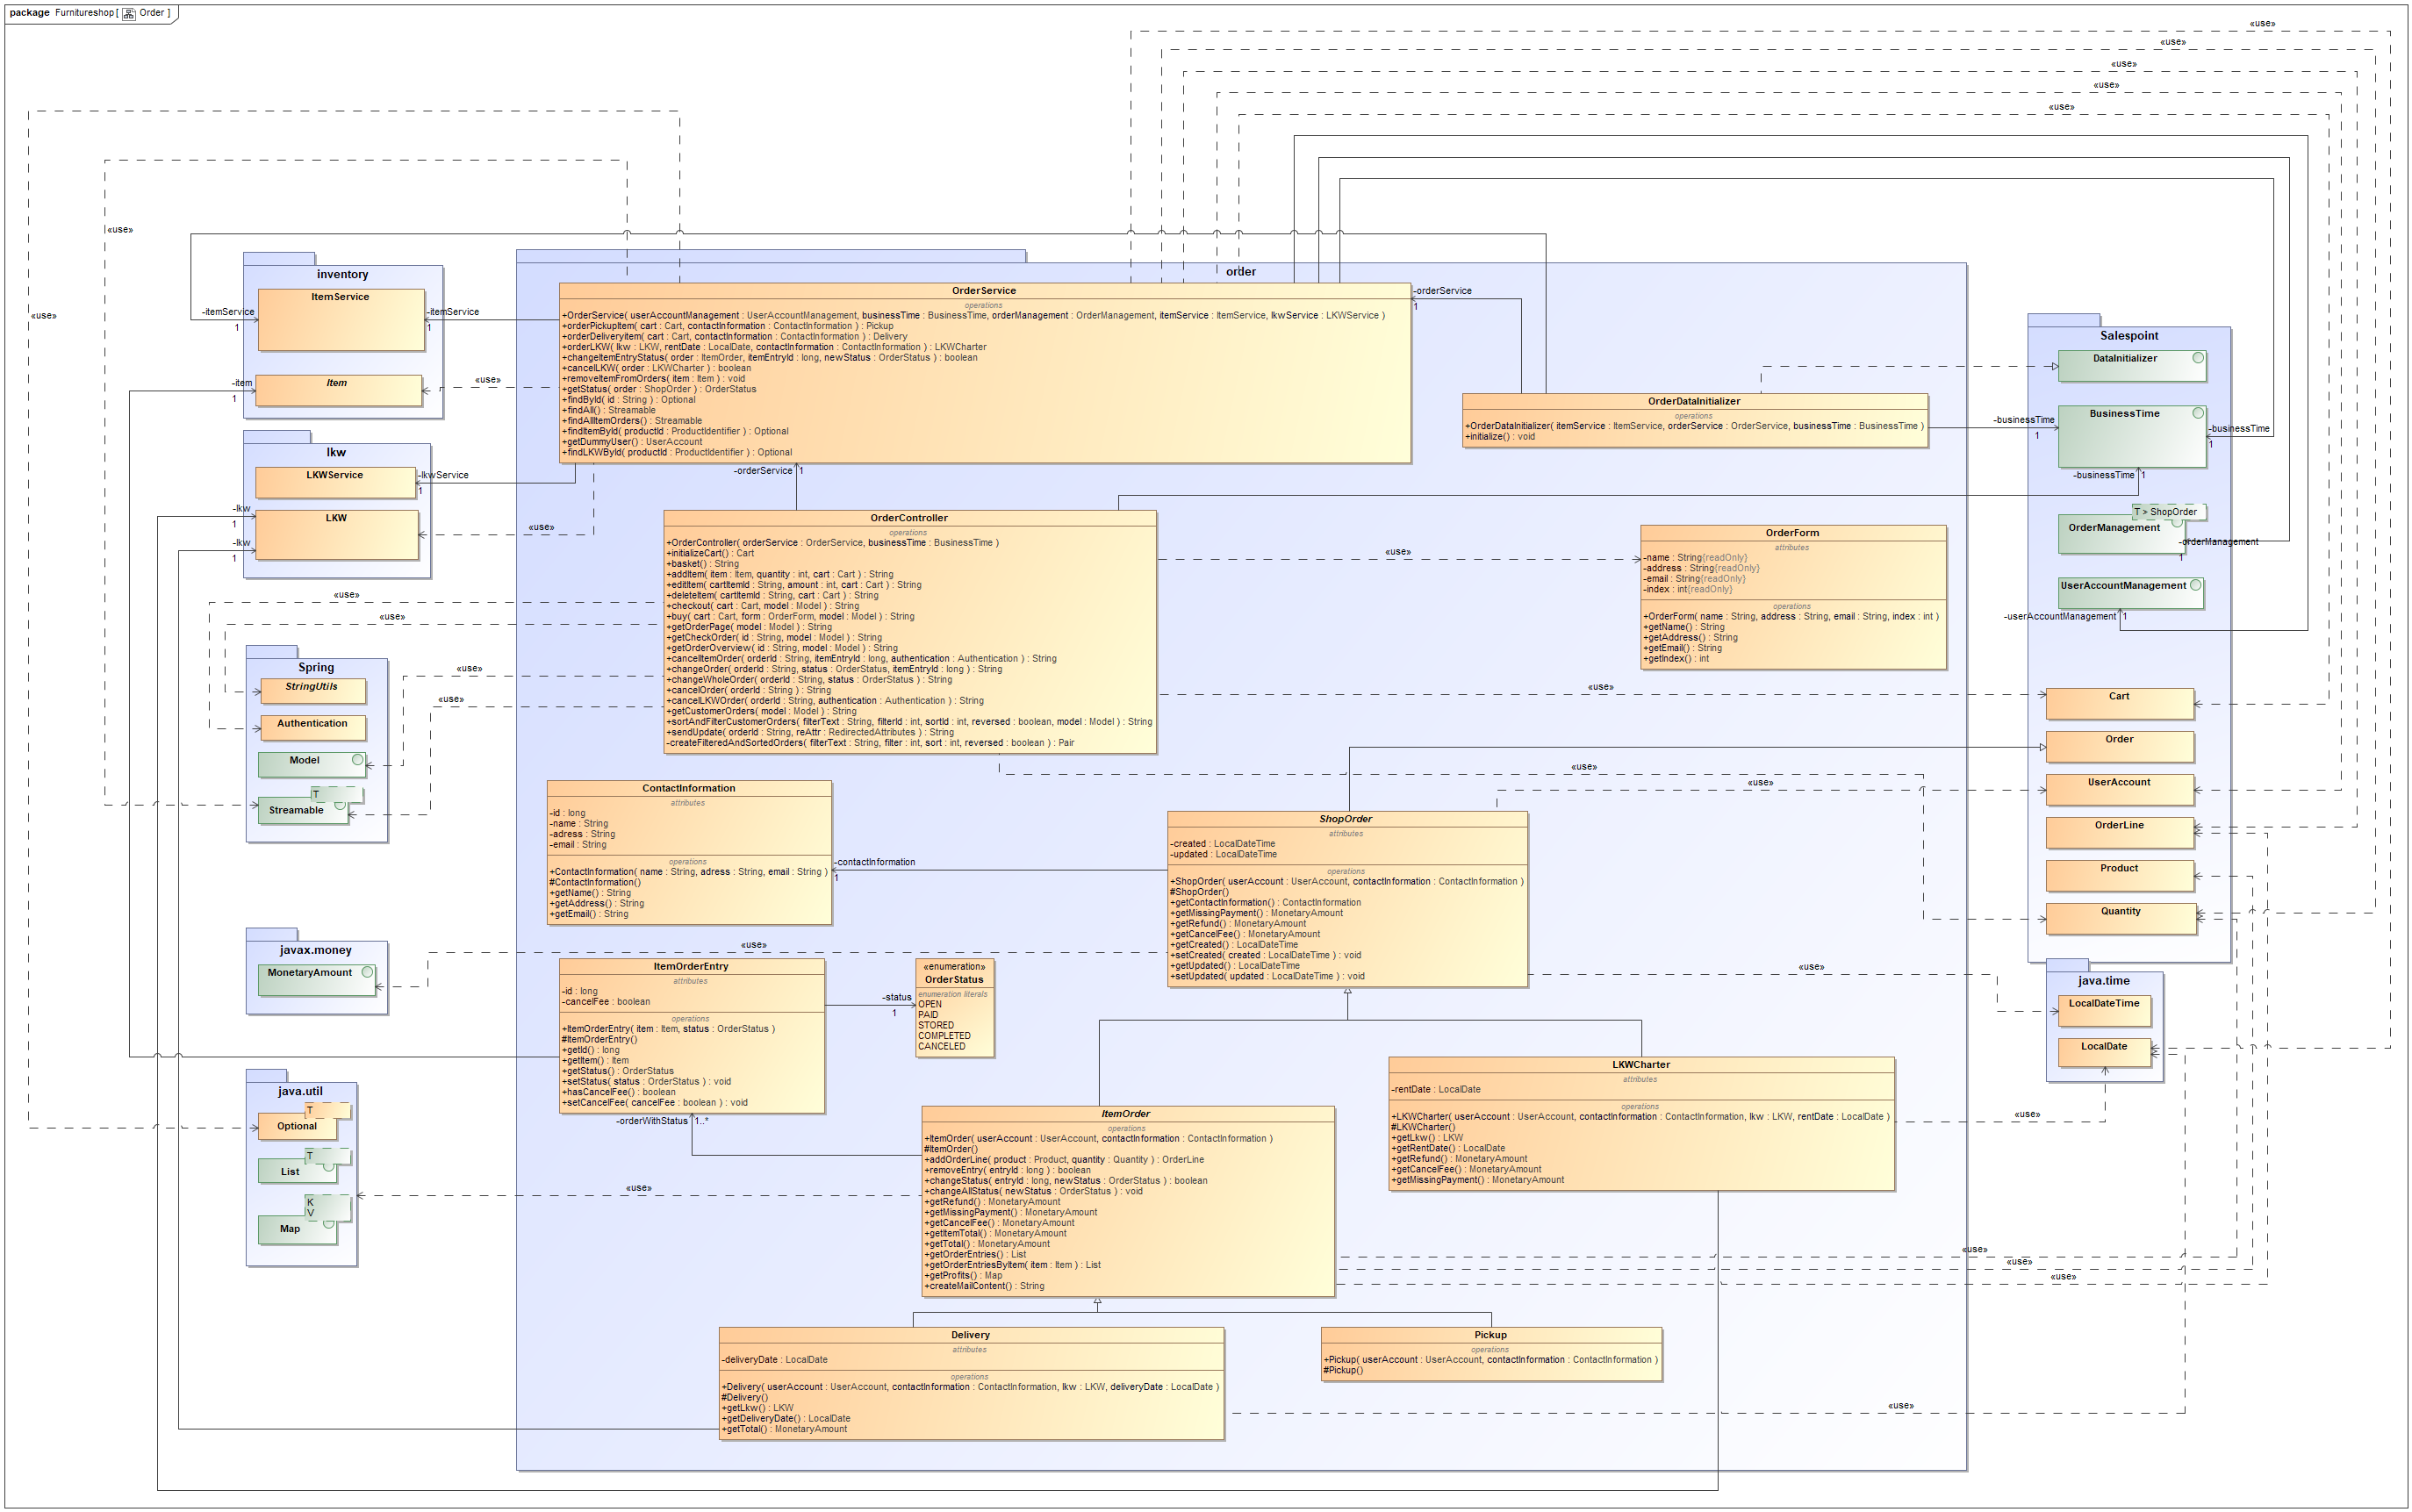 package Furnitureshop [ Order ]
«use»
«use»
«use»
«use»
«use»
«use»
«use»
inventory
ItemService
-itemService
1
-itemService
1
Item
-item
1
«use»
lkw
LKWService
-lkwService
1
LKW
-lkw
1
-lkw
1
«use»
Spring
StringUtils
Authentication
Model
T
Streamable
«use»
«use»
«use»
«use»
javax.money
MonetaryAmount
«use»
java.util
T
Optional
T
List
K
V
Map
«use»
order
OrderService
operations
+OrderService( userAccountManagement : UserAccountManagement, businessTime : BusinessTime, orderManagement : OrderManagement, itemService : ItemService, lkwService : LKWService )
+orderPickupItem( cart : Cart, contactInformation : ContactInformation ) : Pickup
+orderDeliveryItem( cart : Cart, contactInformation : ContactInformation ) : Delivery
+orderLKW( lkw : LKW, rentDate : LocalDate, contactInformation : ContactInformation ) : LKWCharter
+changeItemEntryStatus( order : ItemOrder, itemEntryId : long, newStatus : OrderStatus ) : boolean
+cancelLKW( order : LKWCharter ) : boolean
+removeItemFromOrders( item : Item ) : void
+getStatus( order : ShopOrder ) : OrderStatus
+findById( id : String ) : Optional
+findAll() : Streamable
+findAllItemOrders() : Streamable
+findItemById( productId : ProductIdentifier ) : Optional
+getDummyUser() : UserAccount
+findLKWById( productId : ProductIdentifier ) : Optional
-orderService
1
-orderService
1
OrderDataInitializer
operations
+OrderDataInitializer( itemService : ItemService, orderService : OrderService, businessTime : BusinessTime )
+initialize() : void
OrderController
operations
+OrderController( orderService : OrderService, businessTime : BusinessTime )
+initializeCart() : Cart
+basket() : String
+addItem( item : Item, quantity : int, cart : Cart ) : String
+editItem( cartItemId : String, amount : int, cart : Cart ) : String
+deleteItem( cartItemId : String, cart : Cart ) : String
+checkout( cart : Cart, model : Model ) : String
+buy( cart : Cart, form : OrderForm, model : Model ) : String
+getOrderPage( model : Model ) : String
+getCheckOrder( id : String, model : Model ) : String
+getOrderOverview( id : String, model : Model ) : String
+cancelItemOrder( orderId : String, itemEntryId : long, authentication : Authentication ) : String
+changeOrder( orderId : String, status : OrderStatus, itemEntryId : long ) : String
+changeWholeOrder( orderId : String, status : OrderStatus ) : String
+cancelOrder( orderId : String ) : String
+cancelLKWOrder( orderId : String, authentication : Authentication ) : String
+getCustomerOrders( model : Model ) : String
+sortAndFilterCustomerOrders( filterText : String, filterId : int, sortId : int, reversed : boolean, model : Model ) : String
+sendUpdate( orderId : String, reAttr : RedirectedAttributes ) : String
-createFilteredAndSortedOrders( filterText : String, filter : int, sort : int, reversed : boolean ) : Pair
«use»
OrderForm
attributes
-name : String{readOnly}
-address : String{readOnly}
-email : String{readOnly}
-index : int{readOnly}
operations
+OrderForm( name : String, address : String, email : String, index : int )
+getName() : String
+getAddress() : String
+getEmail() : String
+getIndex() : int
«use»
«use»
«use»
ContactInformation
attributes
-id : long
-name : String
-adress : String
-email : String
operations
+ContactInformation( name : String, adress : String, email : String )
#ContactInformation()
+getName() : String
+getAddress() : String
+getEmail() : String
-contactInformation
1
ShopOrder
attributes
-created : LocalDateTime
-updated : LocalDateTime
operations
+ShopOrder( userAccount : UserAccount, contactInformation : ContactInformation )
#ShopOrder()
+getContactInformation() : ContactInformation
+getMissingPayment() : MonetaryAmount
+getRefund() : MonetaryAmount
+getCancelFee() : MonetaryAmount
+getCreated() : LocalDateTime
+setCreated( created : LocalDateTime ) : void
+getUpdated() : LocalDateTime
+setUpdated( updated : LocalDateTime ) : void
«use»
ItemOrderEntry
attributes
-id : long
-cancelFee : boolean
operations
+ItemOrderEntry( item : Item, status : OrderStatus )
#ItemOrderEntry()
+getId() : long
+getItem() : Item
+getStatus() : OrderStatus
+setStatus( status : OrderStatus ) : void
+hasCancelFee() : boolean
+setCancelFee( cancelFee : boolean ) : void
-orderWithStatus
1..*
-status
1
«enumeration»
OrderStatus
enumeration literals
OPEN
PAID
STORED
COMPLETED
CANCELED
LKWCharter
attributes
-rentDate : LocalDate
operations
+LKWCharter( userAccount : UserAccount, contactInformation : ContactInformation, lkw : LKW, rentDate : LocalDate )
#LKWCharter()
+getLkw() : LKW
+getRentDate() : LocalDate
+getRefund() : MonetaryAmount
+getCancelFee() : MonetaryAmount
+getMissingPayment() : MonetaryAmount
«use»
ItemOrder
operations
+ItemOrder( userAccount : UserAccount, contactInformation : ContactInformation )
#ItemOrder()
+addOrderLine( product : Product, quantity : Quantity ) : OrderLine
+removeEntry( entryId : long ) : boolean
+changeStatus( entryId : long, newStatus : OrderStatus ) : boolean
+changeAllStatus( newStatus : OrderStatus ) : void
+getRefund() : MonetaryAmount
+getMissingPayment() : MonetaryAmount
+getCancelFee() : MonetaryAmount
+getItemTotal() : MonetaryAmount
+getTotal() : MonetaryAmount
+getOrderEntries() : List
+getOrderEntriesByItem( item : Item ) : List
+getProfits() : Map
+createMailContent() : String
«use»
«use»
«use»
Delivery
attributes
-deliveryDate : LocalDate
operations
+Delivery( userAccount : UserAccount, contactInformation : ContactInformation, lkw : LKW, deliveryDate : LocalDate )
#Delivery()
+getLkw() : LKW
+getDeliveryDate() : LocalDate
+getTotal() : MonetaryAmount
Pickup
operations
+Pickup( userAccount : UserAccount, contactInformation : ContactInformation )
#Pickup()
«use»
Salespoint
DataInitializer
BusinessTime
-businessTime
1
-businessTime
1
-businessTime
1
T > ShopOrder
OrderManagement
-orderManagement
1
UserAccountManagement
-userAccountManagement
1
Cart
Order
UserAccount
OrderLine
Product
Quantity
java.time
LocalDateTime
LocalDate